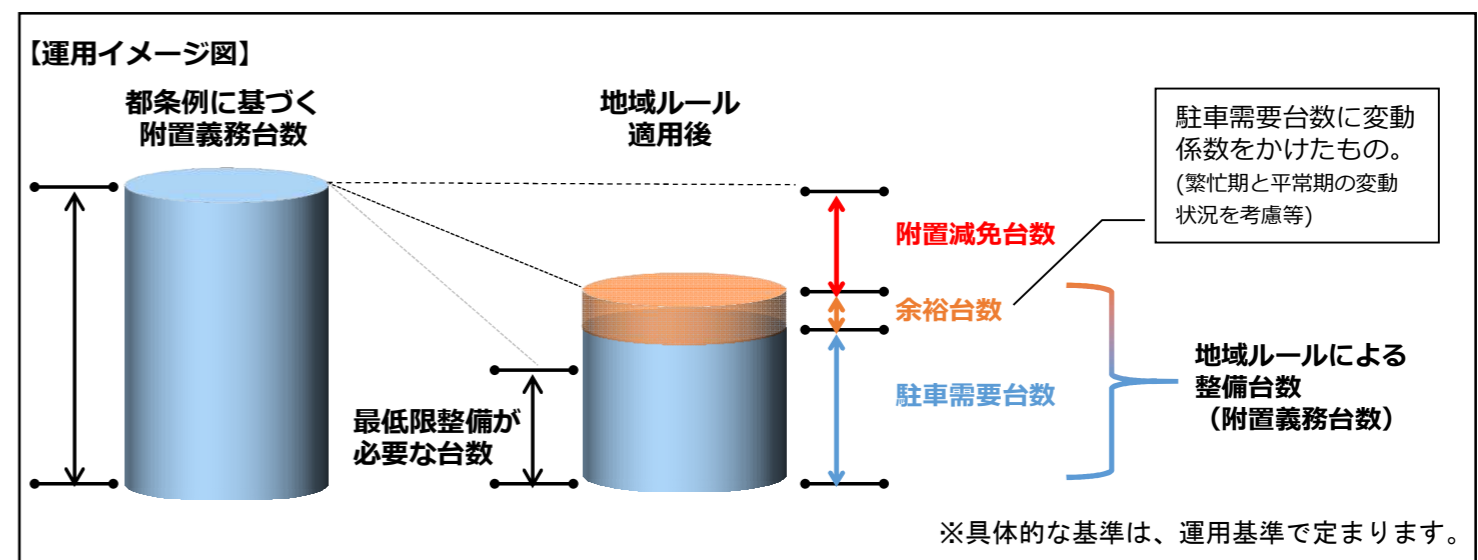 【運用イメージ図】
都条例に基づく
附置義務台数
地域ルール
適用後
駐車需要台数に変動
係数をかけたもの。
(繁忙期と平常期の変動
状況を考慮等)
附置減免台数
余裕台数
駐車需要台数
最低限整備が
必要な台数
地域ルールによる
整備台数
（附置義務台数）
※具体的な基準は、運用基準で定まります。